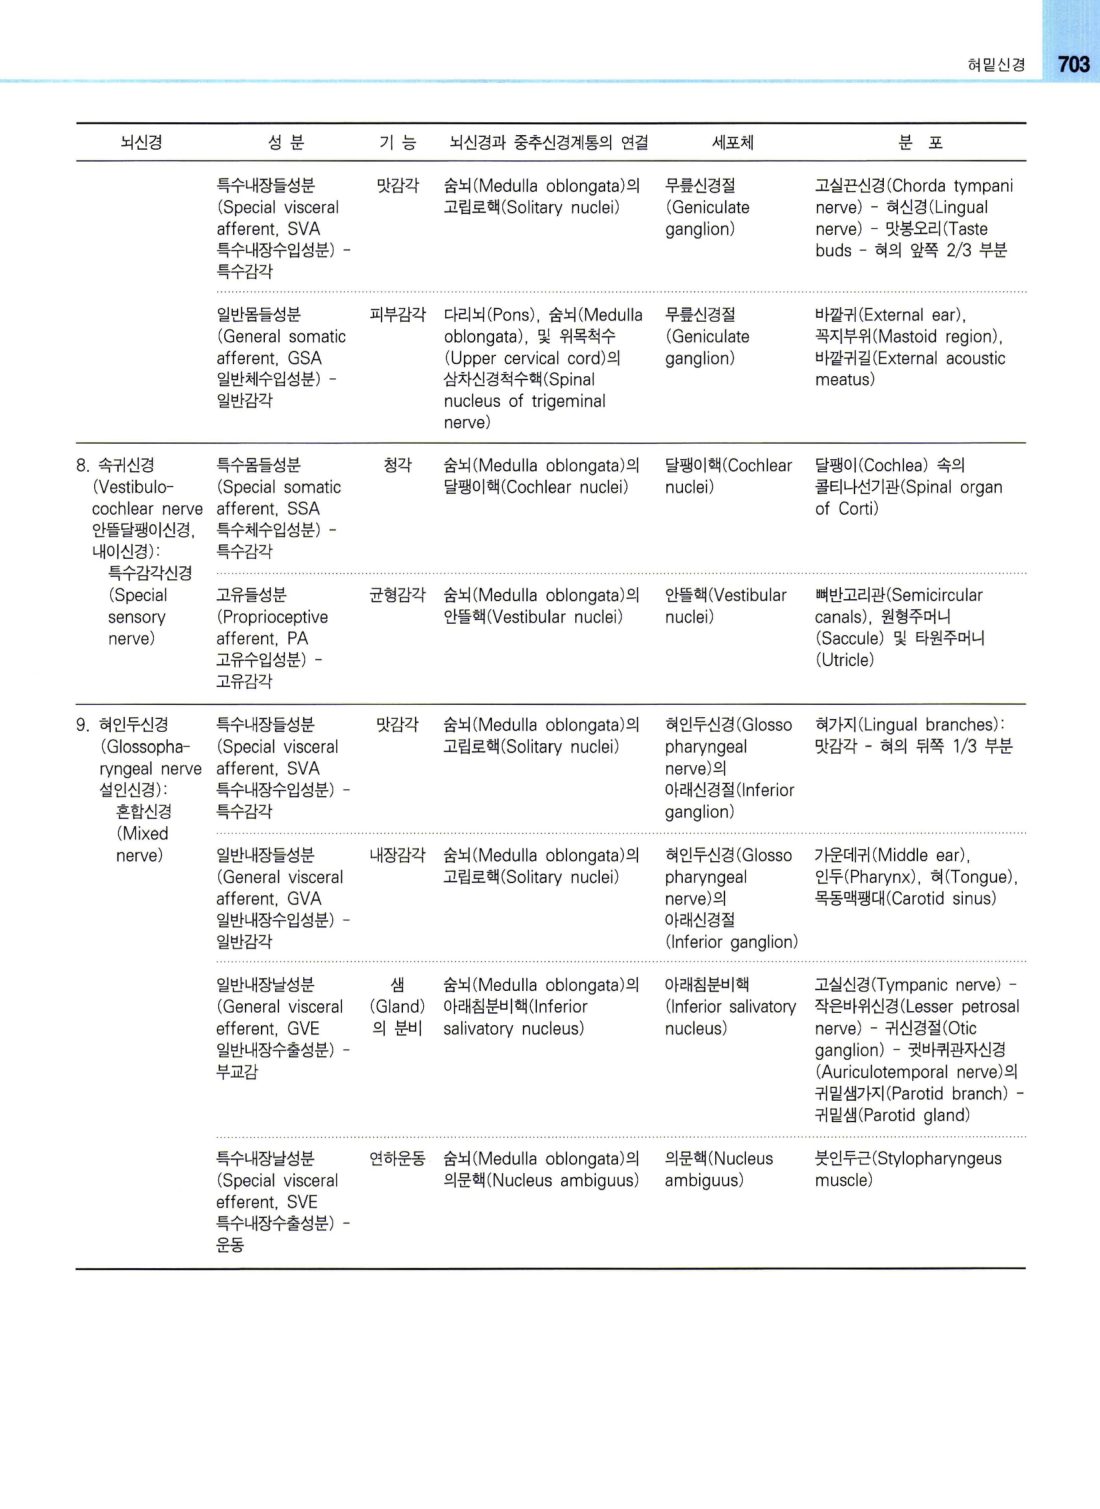 혀밑신경 703
뇌신경 성 분 기 능 뇌신경과 중추신경계통의 연결 세포체 분 포
특수내장들성분 맛감각 숨뇌(Medulla oblongata)의 무릎신경절 고실끈신경(Chorda tympani
(Special visceral 고립로핵(Solitary nuclei) (Geniculate nerve) - 혀신경(Lingual
afferent, SVA ganglion) nerve) - 맛봉오리(Taste
특수내장수입성분) - buds - 혀의 앞쪽 2/3 부분
특수감각
일반몸들성분 피부감각 다리뇌(Pons), 숨뇌(Medulla 무릎신경절 바깥귀(External ear),
(General somatic oblongata), 및 위목척수 (Geniculate 꼭지부위(Mastoid region),
afferent, GSA (Upper cervical cord)의 ganglion) 바깥귀길(External acoustic
일반체수입성분) - 삼차신경척수핵(Spinal meatus)
일반감각 nucleus of trigeminal
nerve)
8. 속귀신경 특수몸들성분 청각 숨뇌(Medulla oblongata)의 달팽이핵(Cochlear 달팽이(Cochlea) 속의
(Vestibulo- (Special somatic 달팽이핵(Cochlear nuclei) nuclei) 콜티나선기관(Spinal organ
cochlear nerve afferent, SSA of Corti)
안뜰달팽이신경, 특수체수입성분) -
내이신경): 특수감각
특수감각신경
(Special 고유들성분 균형감각 숨뇌(Medulla oblongata)의 안뜰핵(Vestibular 뼈반고리관(Semicircular
sensory (Proprioceptive 안뜰핵(Vestibular nuclei) nuclei) canals), 원형주머니
nerve) afferent, PA (Saccule) 및 타원주머니
고유수입성분) - (Utricle)
고유감각
9. 혀인두신경 특수내장들성분 맛감각 숨뇌(Medulla oblongata)의 혀인두신경(Glosso 혀가지(Lingual branches):
(Glossopha- (Special visceral 고립로핵(Solitary nuclei) pharyngeal 맛감각 - 혀의 뒤쪽 1/3 부분
ryngeal nerve afferent, SVA nerve)의
설인신경): 특수내장수입성분) - 아래신경절(Inferior
혼합신경 특수감각 ganglion)
(Mixed
nerve) 일반내장들성분 내장감각 숨뇌(Medulla oblongata)의 혀인두신경(Glosso 가운데귀(Middle ear),
(General visceral 고립로핵(Solitary nuclei) pharyngeal 인두(Pharynx), 혀(Tongue),
afferent, GVA nerve)의 목동맥팽대(Carotid sinus)
일반내장수입성분) - 아래신경절
일반감각 (Inferior ganglion)
일반내장날성분 샘 숨뇌(Medulla oblongata)의 아래침분비핵 고실신경(Tympanic nerve) -
(General visceral (Gland) 아래침분비핵(Inferior (Inferior salivatory 작은바위신경(Lesser petrosal
efferent, GVE 의 분비 salivatory nucleus) nucleus) nerve) - 귀신경절(Otic
일반내장수출성분) - ganglion) - 귓바퀴관자신경
부교감 (Auriculotemporal nerve)의
귀밑샘가지(Parotid branch) -
귀밑샘(Parotid gland)
특수내장날성분 연하운동 숨뇌(Medulla oblongata)의 의문핵(Nucleus 붓인두근(Stylopharyngeus
(Special visceral 의문핵(Nucleus ambiguus) ambiguus) muscle)
efferent, SVE
특수내장수출성분) -
운동